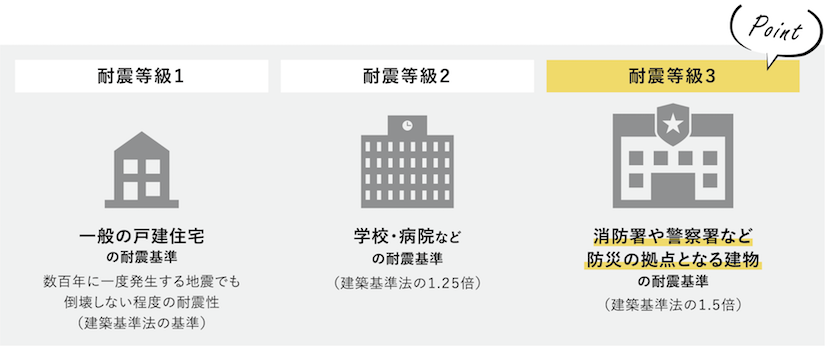 Point
耐震等級1
一般の戸建住宅
の耐震基準
数百年に一度発生する地震でも
倒壊しない程度の耐震性
（建築基準法の基準）
耐震等級2
学校・病院など
の耐震基準
（建築基準法の1.25倍）
耐震等級3
消防署や警察署など
防災の拠点となる建物
の耐震基準
（建築基準法の1.5倍）